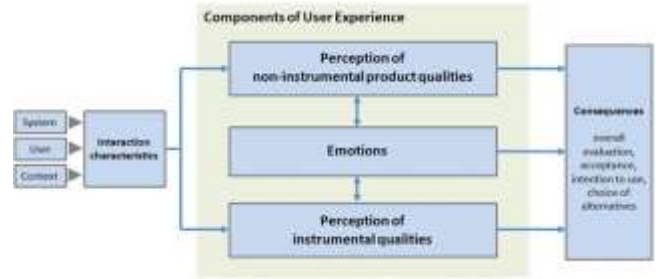 Components of User Experience
Perception of
non-instrumental product qualities
System
User
Context
Interaction
characteristics
Emotions
Perception of
instrumental qualities
Consequences
overall
evaluation,
acceptance,
intention to use,
choice of
alternatives